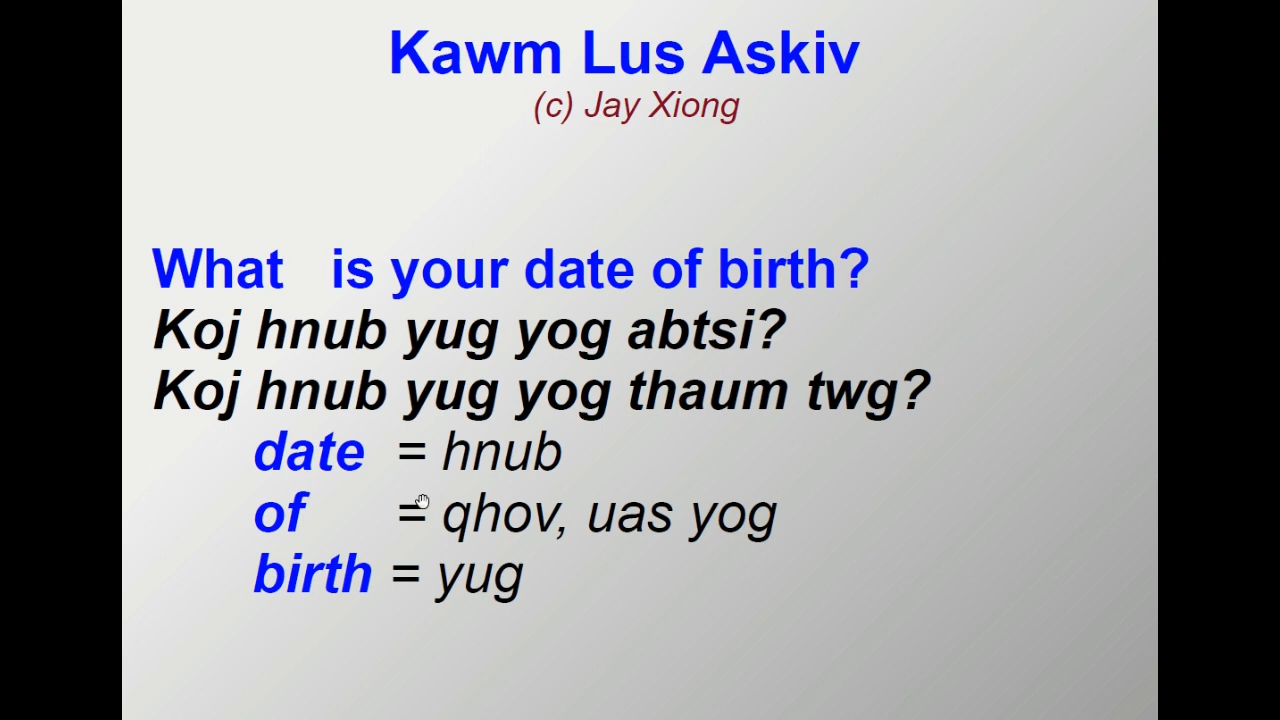 Kawm Lus Askiv
(c) Jay Xiong
What is your date of birth?
Koj hnub yug yog abtsi?
Koj hnub yug yog thaum twg?
date = hnub
of = qhov, uas yog
birth = yug